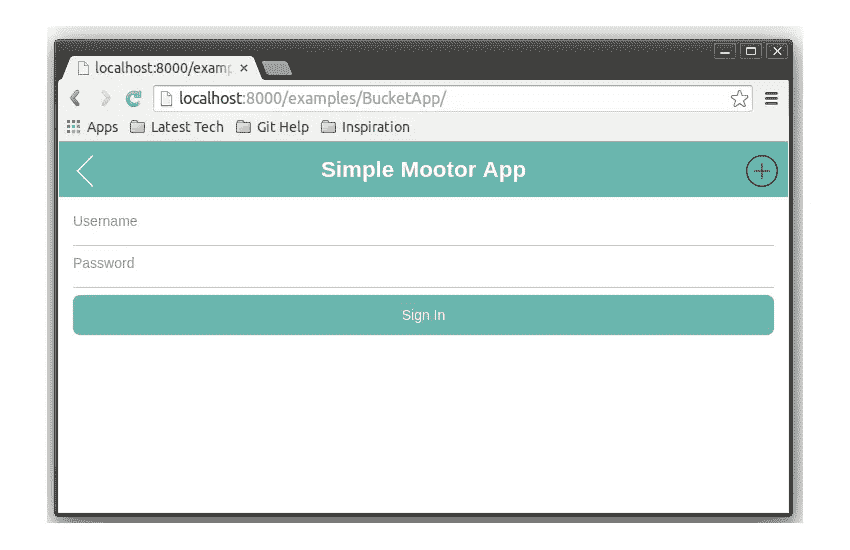 localhost:8000/examp
localhost:8000/examples/BucketApp/
Apps Latest Tech Git Help Inspiration
Simple Mootor App
Username
Password
Sign In